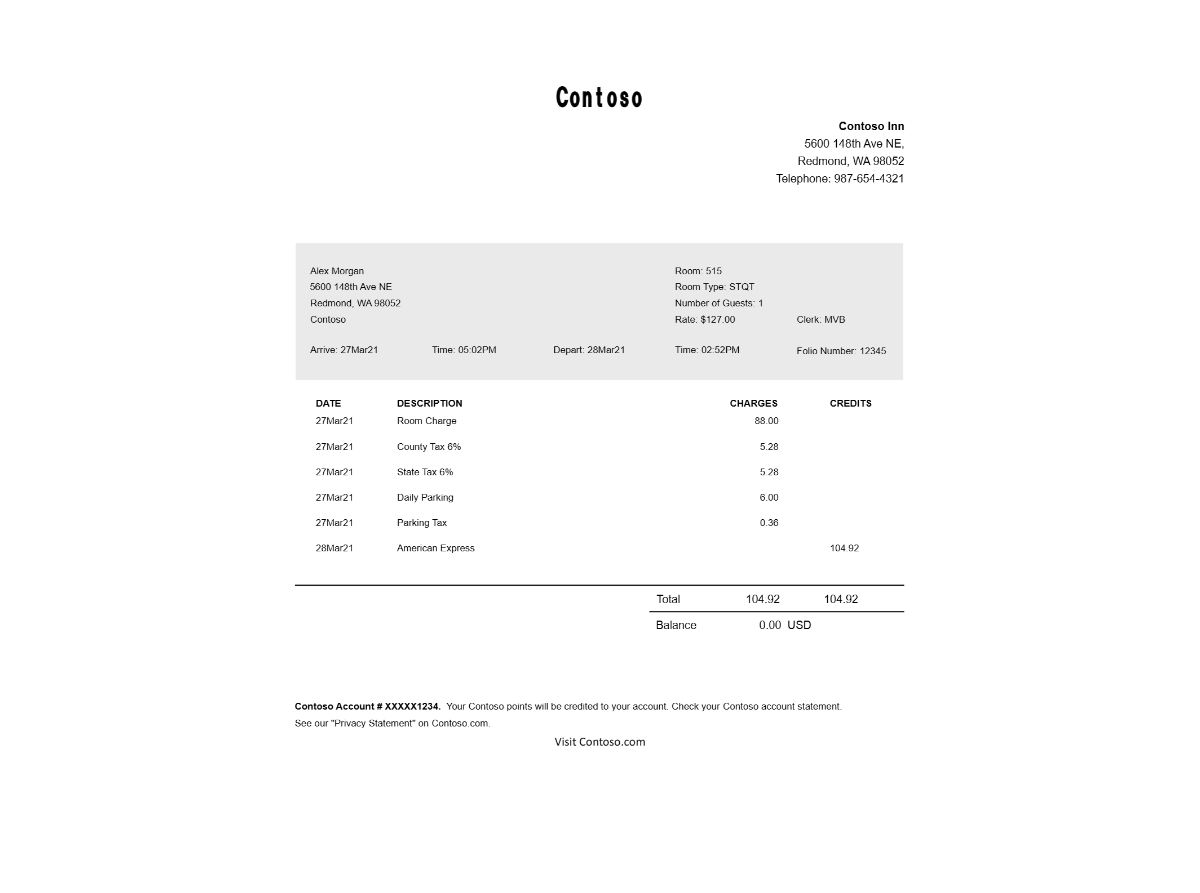 Contoso
Contoso Inn
5600 148th Ave NE,
Redmond, WA 98052
Telephone: 987-654-4321
Alex Morgan
5600 148th Ave NE
Redmond, WA 98052
Contoso
Room: 515
Room Type: STQT
Number of Guests: 1
Rate: $127.00 Clerk: MVB
Arrive: 27Mar21 Time: 05:02PM Depart: 28Mar21 Time: 02:52PM Folio Number: 12345
DATE DESCRIPTION CHARGES CREDITS
27Mar21 Room Charge 88.00
27Mar21 County Tax 6% 5.28
27Mar21 State Tax 6% 5.28
27Mar21 Daily Parking 6.00
27Mar21 Parking Tax 0.36
28Mar21 American Express 104.92
Total 104.92 104.92
Balance 0.00 USD
Contoso Account # XXXXX1234. Your Contoso points will be credited to your account. Check your Contoso account statement.
See our "Privacy Statement" on Contoso.com.
Visit Contoso.com